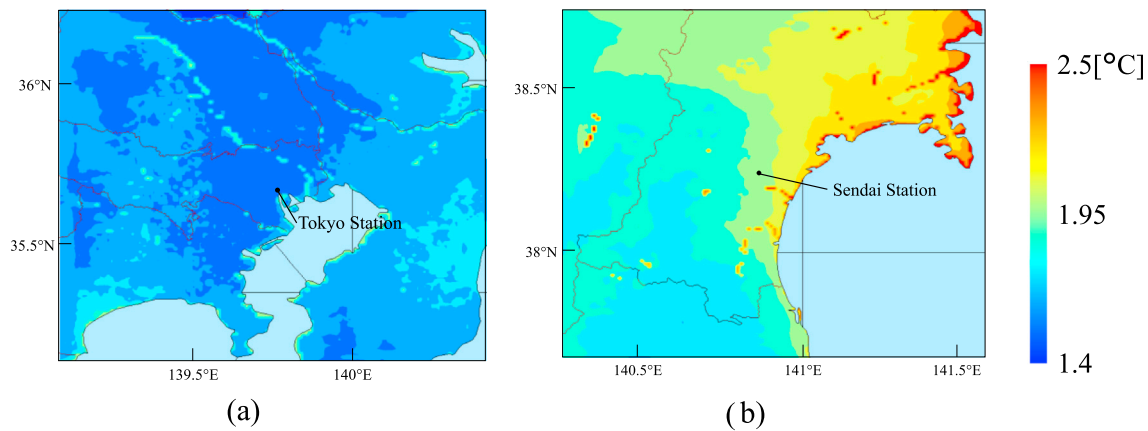 36°N
35.5°N
139.5°E
140°E
Tokyo Station
(a)
38.5°N
38°N
140.5°E
141°E
141.5°E
Sendai Station
(b)
2.5[°C]
1.95
1.4